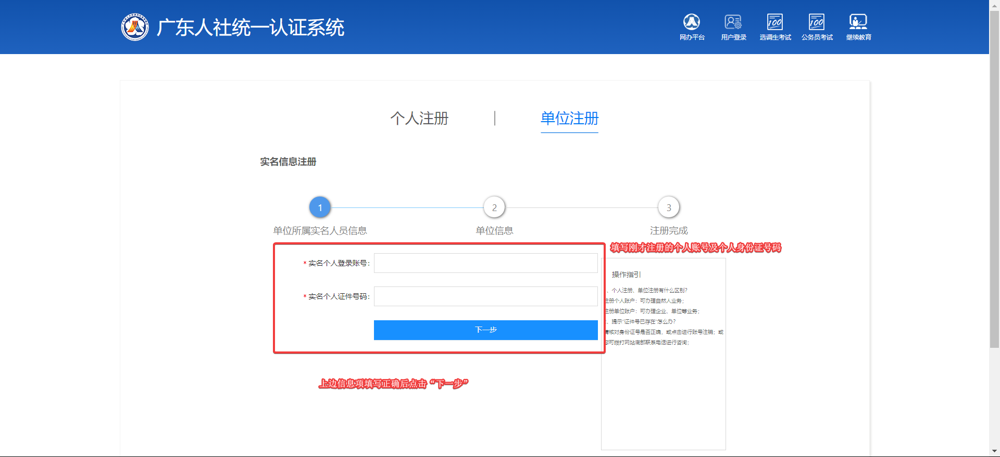 广东人社统一认证系统
网办平台
用户登录
选调生考试
公务员考试
继续教育
个人注册
单位注册
实名信息注册
1
2
3
单位所属实名人员信息
单位信息
注册完成
填写刚才注册的个人账号及个人身份证号码
* 实名个人登录账号：
* 实名个人证件号码：
下一步
操作指引
、个人注册、单位注册有什么区别？
注册个人账户：可办理自然人业务；
注册单位账户：可办理企业、单位等业务；
、提示“证件号已存在”怎么办？
请核对身份证号是否正确，或点击进行账号注销；或
您可拨打网站底部联系电话进行咨询；
上边信息项填写正确后点击“下一步”